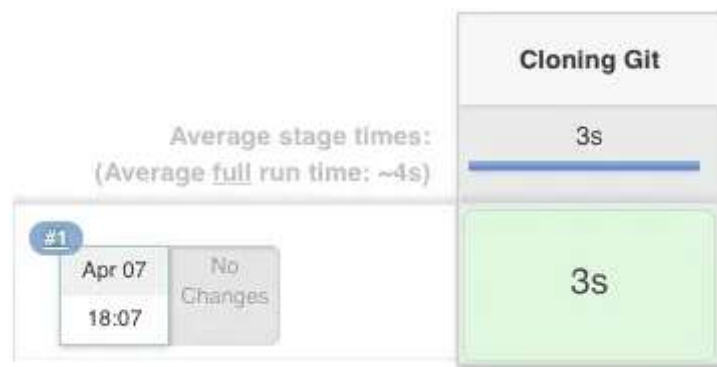 Cloning Git
Average stage times:
3s
(Average full run time: ~4s)
#1
Apr 07
No
Changes
18:07
3s